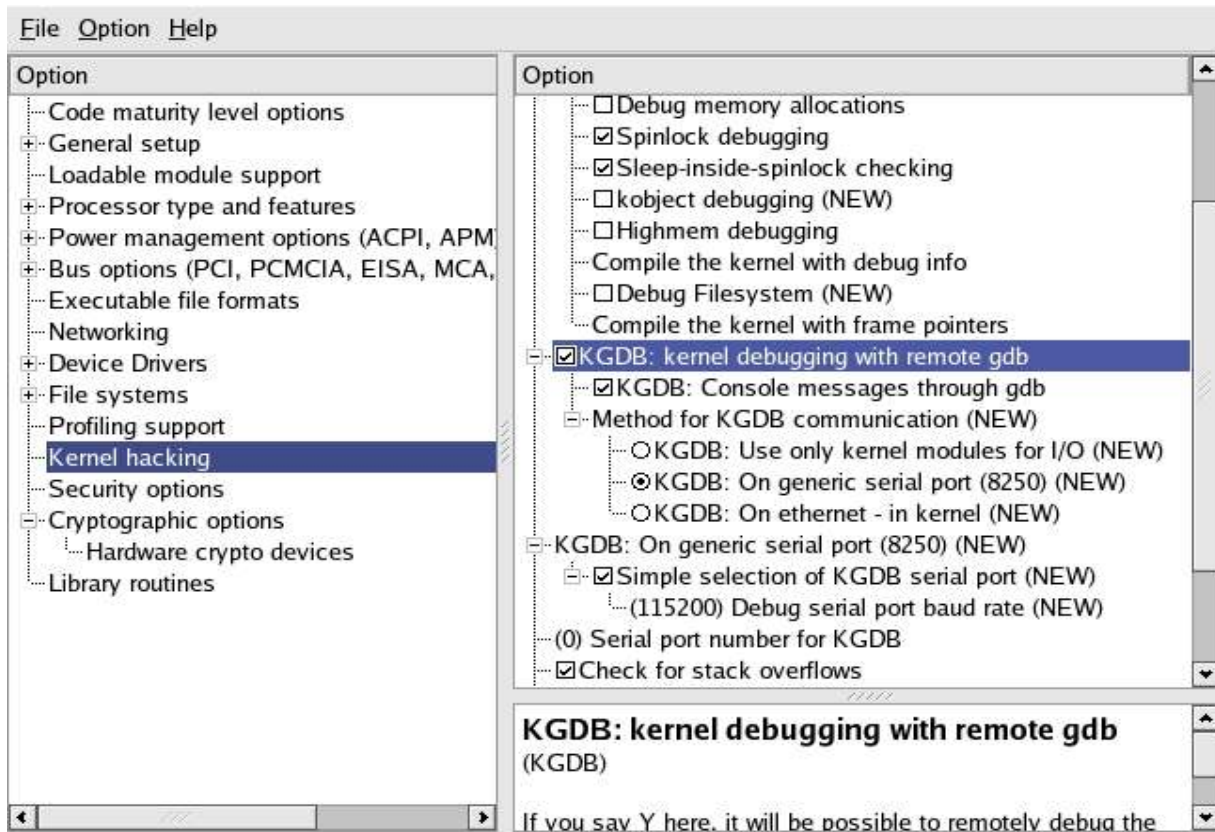 File Option Help
Option
Code maturity level options
General setup
Loadable module support
Processor type and features
Power management options (ACPI, APM)
Bus options (PCI, PCMCIA, EISA, MCA,
Executable file formats
Networking
Device Drivers
File systems
Profiling support
Kernel hacking
Security options
Cryptographic options
Hardware crypto devices
Library routines
Option
Debug memory allocations
Spinlock debugging
Sleep-inside-spinlock checking
kobject debugging (NEW)
Highmem debugging
Compile the kernel with debug info
Debug Filesystem (NEW)
Compile the kernel with frame pointers
KGDB: kernel debugging with remote gdb
KGDB: Console messages through gdb
Method for KGDB communication (NEW)
KGDB: Use only kernel modules for I/O (NEW)
KGDB: On generic serial port (8250) (NEW)
KGDB: On ethernet - in kernel (NEW)
KGDB: On generic serial port (8250) (NEW)
Simple selection of KGDB serial port (NEW)
(115200) Debug serial port baud rate (NEW)
(0) Serial port number for KGDB
Check for stack overflows
KGDB: kernel debugging with remote gdb
(KGDB)
If you say Y here, it will be possible to remotely debug the